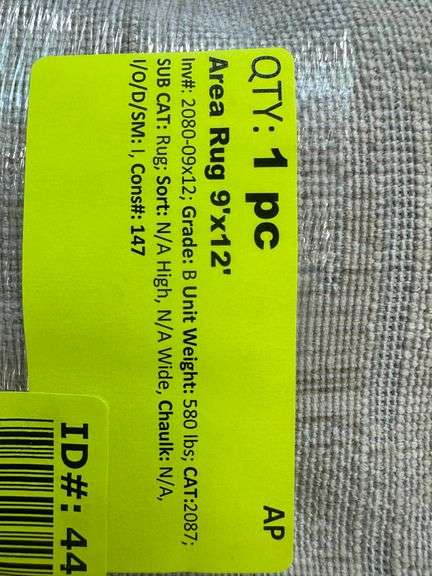 QTY: 1 pc
AP
Area Rug 9'x12'
Inv#: 2080-09x12; Grade: B Unit Weight: 580 lbs; CAT:2087;
SUB CAT: Rug; Sort: N/A High, N/A Wide, Chaulk: N/A,
I/O/D/SM: I, Cons#: 147
ID#: 44